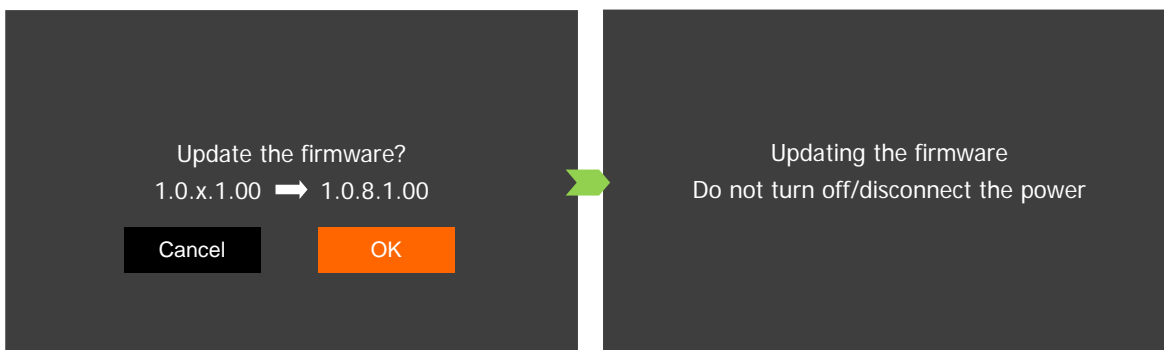 Update the firmware?
1.0.x.1.00 ➡ 1.0.8.1.00
Cancel
OK
Updating the firmware
Do not turn off/disconnect the power